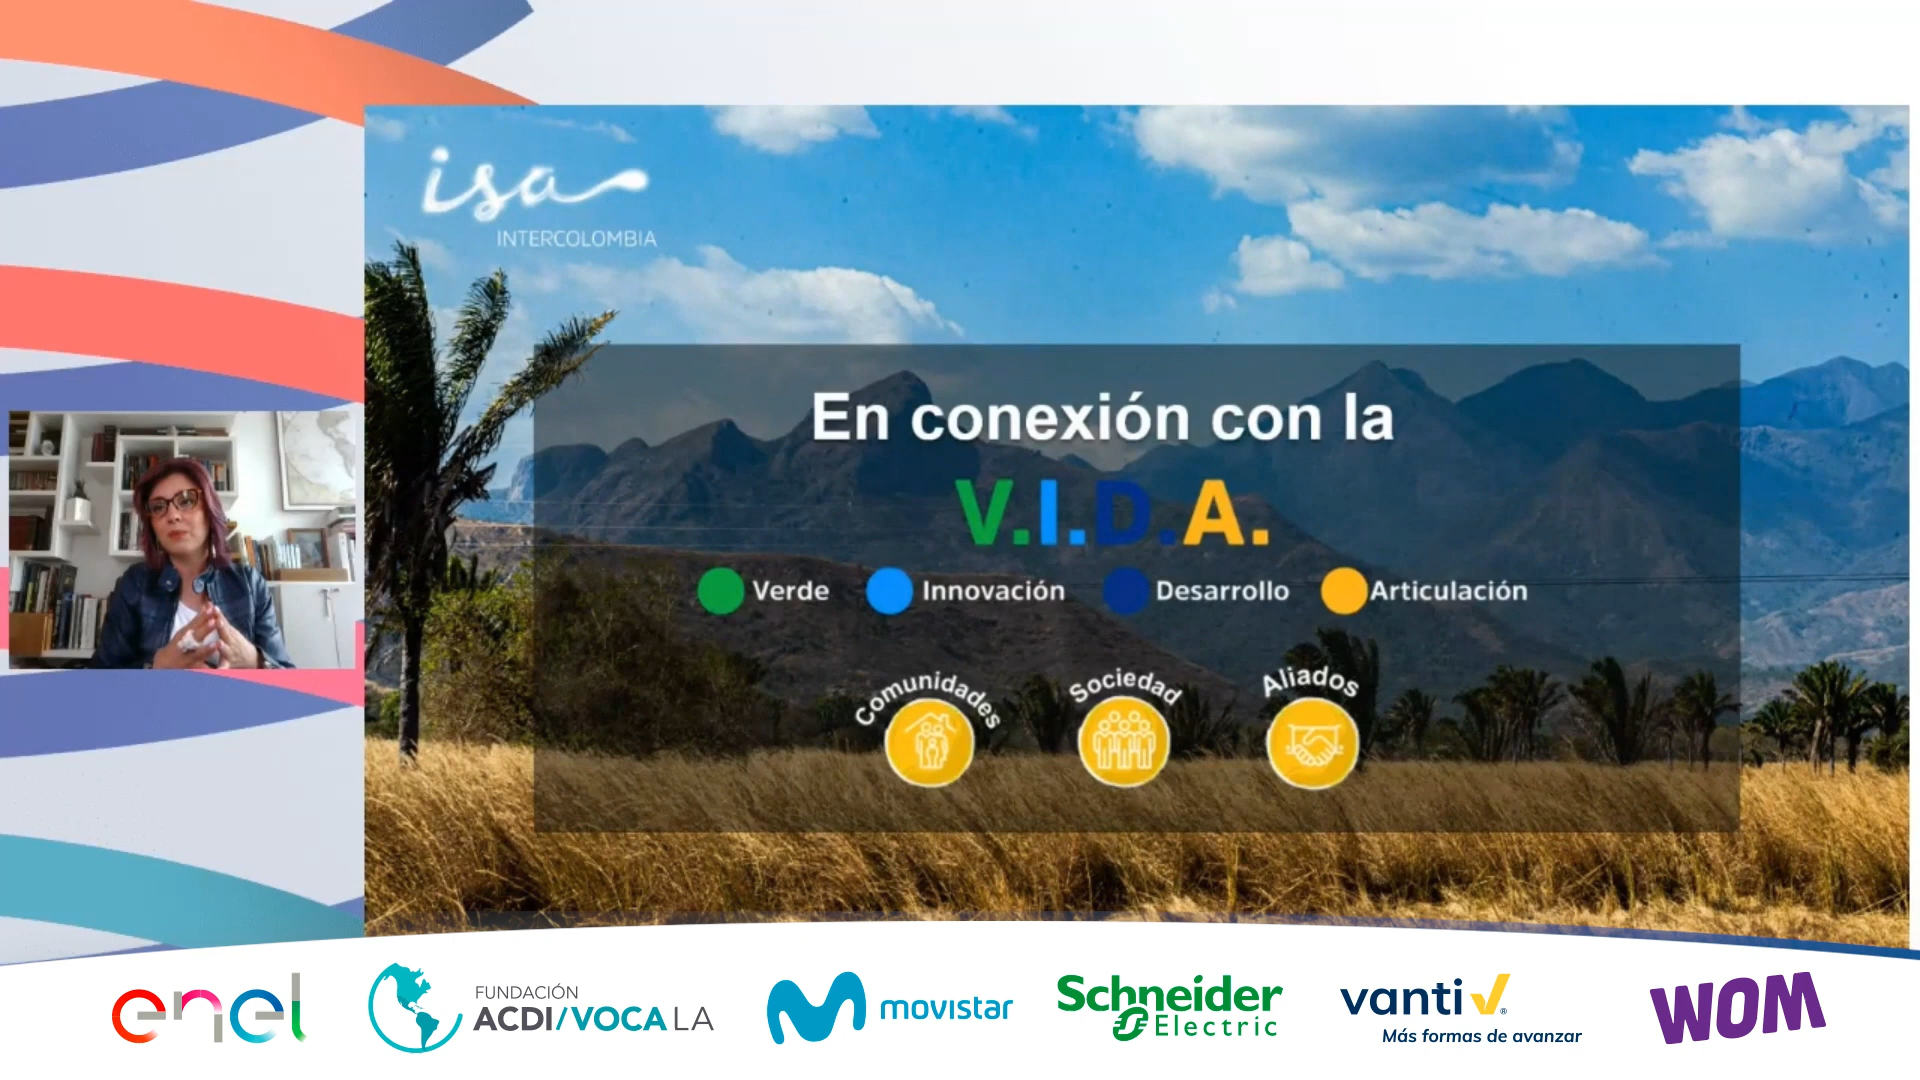 isa
INTERCOLOMBIA
En conexión con la
V.I.D.A.
Verde Innovación Desarrollo Articulación
Comunidades Sociedad Aliados
enel
FUNDACIÓN
ACDI/VOCA LA
movistar
Schneider
Electric
vanti
Más formas de avanzar
WOM